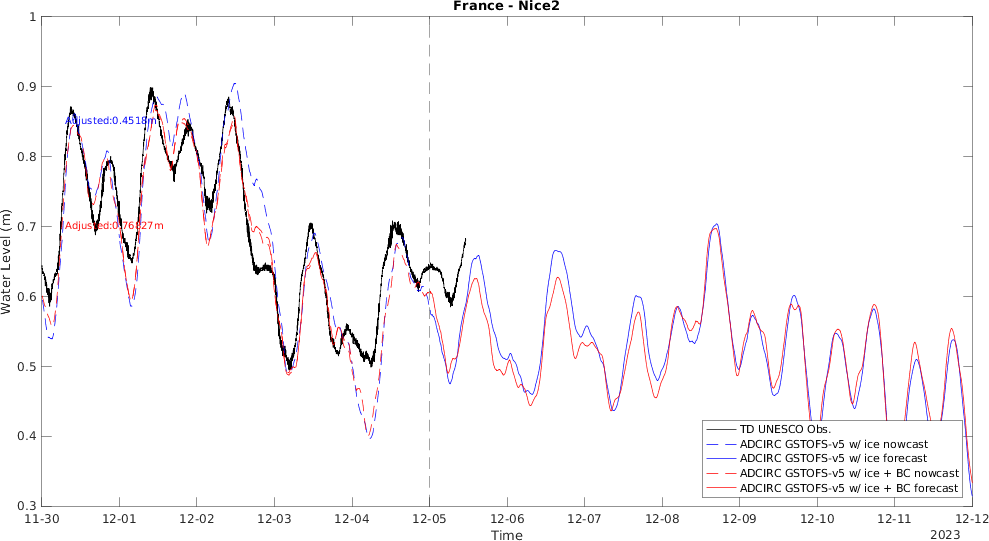 France - Nice2
1
0.9
0.8
0.7
0.6
0.5
0.4
0.3
Water Level (m)
Adjusted:0.4518m
Adjusted:0.76827m
TD UNESCO Obs.
ADCIRC GSTOFS-v5 w/ ice nowcast
ADCIRC GSTOFS-v5 w/ ice forecast
ADCIRC GSTOFS-v5 w/ ice + BC nowcast
ADCIRC GSTOFS-v5 w/ ice + BC forecast
11-30 12-01 12-02 12-03 12-04 12-05 12-06 12-07 12-08 12-09 12-10 12-11 12-12
Time
2023